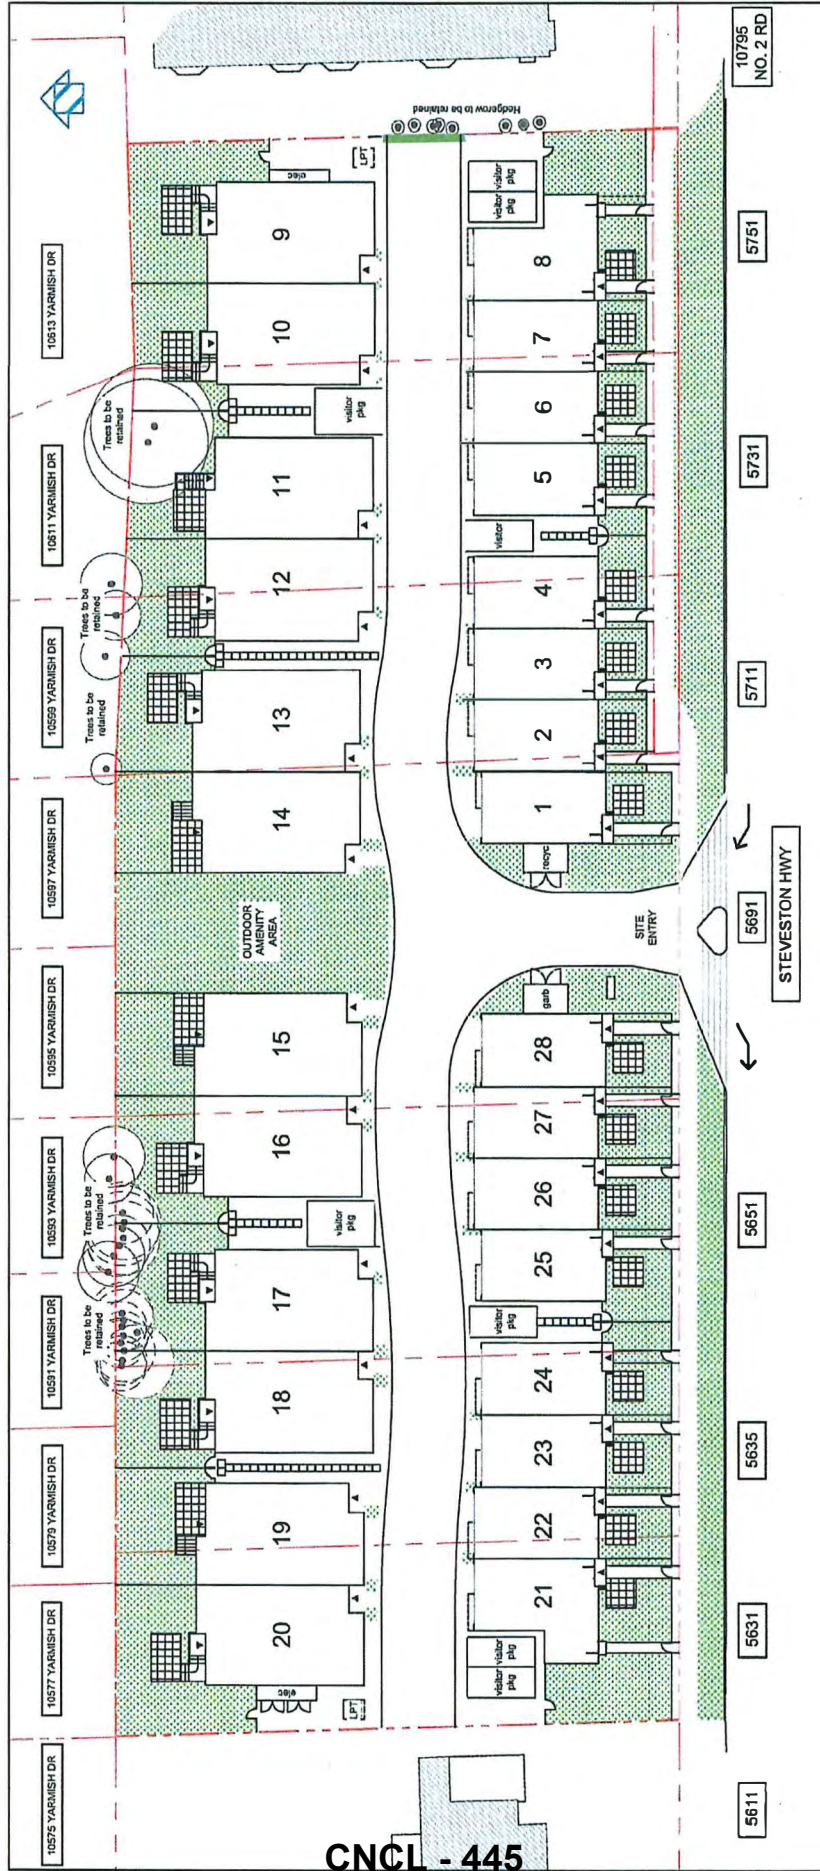 10575 YARMISH DR
10577 YARMISH DR
10579 YARMISH DR
10591 YARMISH DR
10593 YARMISH DR
10595 YARMISH DR
10597 YARMISH DR
10599 YARMISH DR
10611 YARMISH DR
10613 YARMISH DR
Trees to be
retained
Trees to be
retained
Trees to be
retained
Trees to be
retained
Trees to be
retained
20
19
18
17
16
15
OUTDOOR
AMENITY
AREA
14
13
12
11
10
9
elec
LPT
visitor
pkg
visitor
pkg
elec
LPT
Hedgerow to be retained
visitor
pkg
visitor
pkg
21
22
23
24
visitor
pkg
25
26
27
28
garb
SITE
ENTRY
recyc
1
2
3
4
visitor
5
6
7
8
visitor
pkg
visitor
pkg
5611
5631
5635
5651
5691
5711
5731
5751
10795
NO. 2 RD
STEVESTON HWY
CNCL - 445